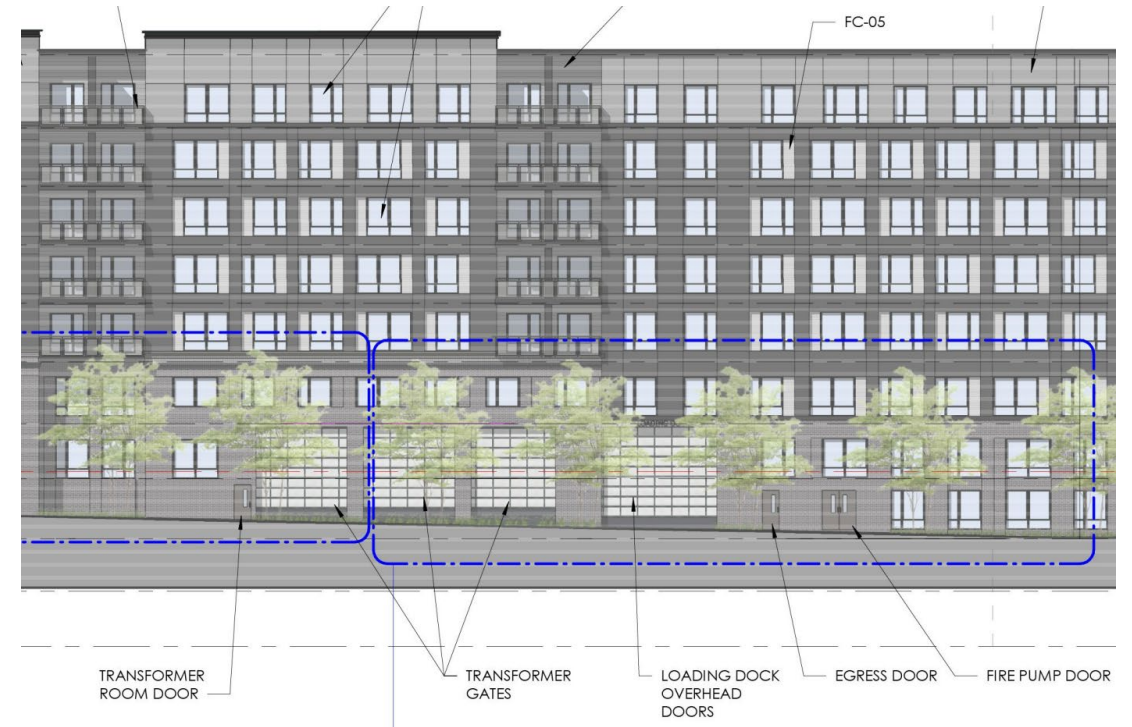 FC-05
TRANSFORMER
ROOM DOOR
TRANSFORMER
GATES
LOADING DOCK
OVERHEAD
DOORS
EGRESS DOOR
FIRE PUMP DOOR